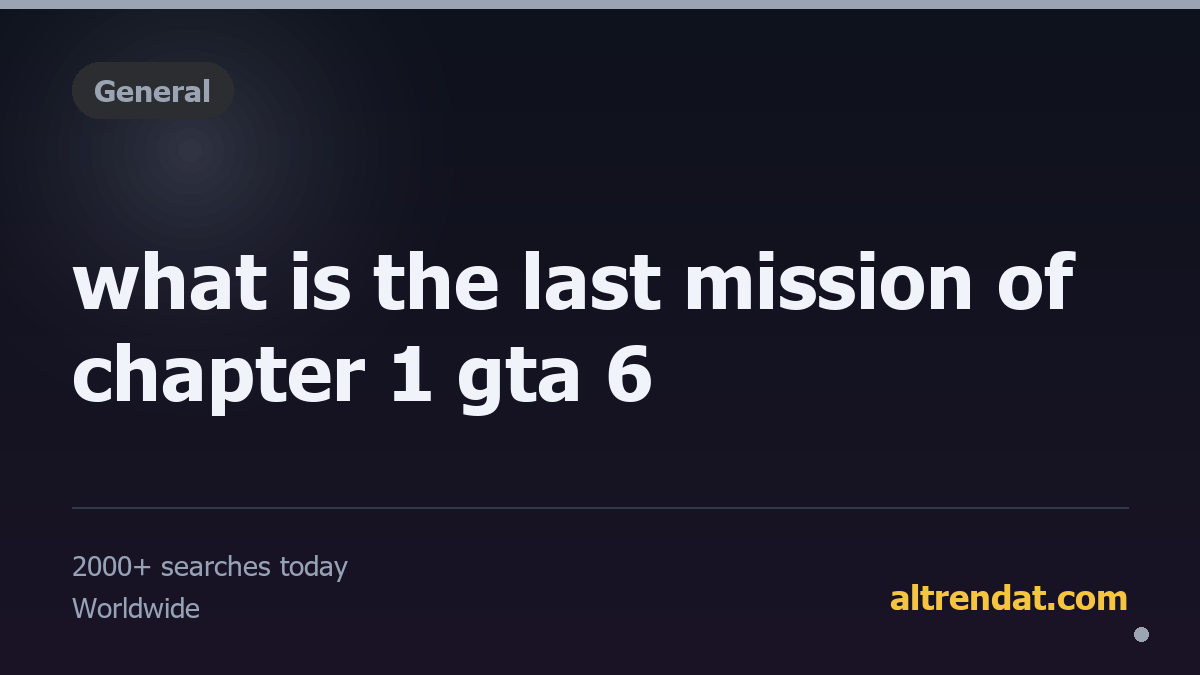 General
what is the last mission of
chapter 1 gta 6
2000+ searches today
Worldwide
altrendat.com